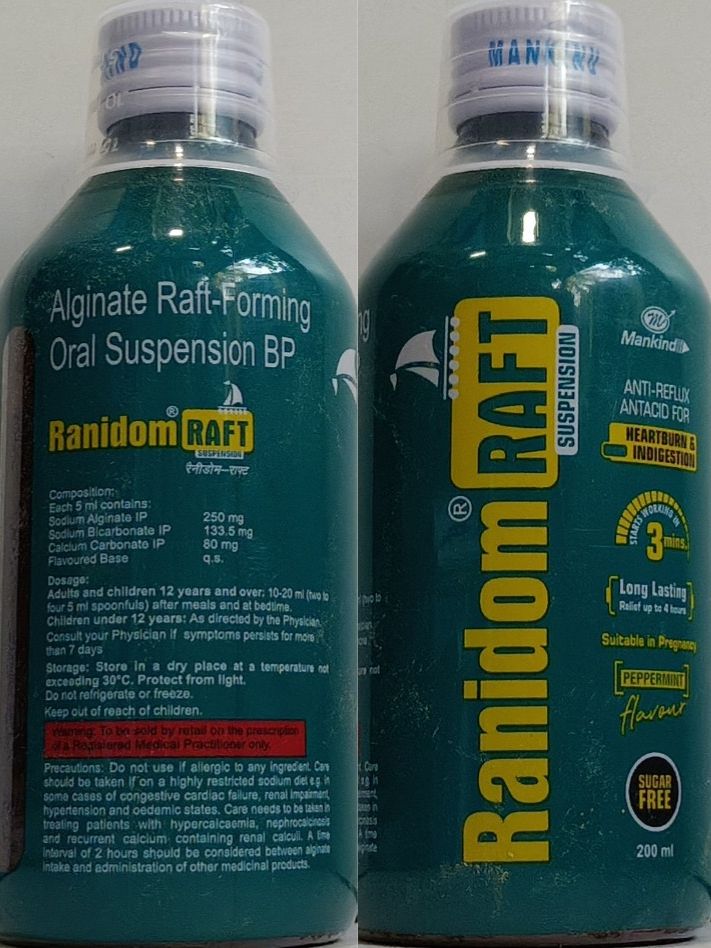 Alginate Raft-Forming
Oral Suspension BP
Ranidom® RAFT
SUSPENSION
रैनीडोम-राफ्ट
Composition:
Each 5 ml contains:
Sodium Alginate IP 250 mg
Sodium Bicarbonate IP 133.5 mg
Calcium Carbonate IP 80 mg
Flavoured Base q.s.
Dosage:
Adults and children 12 years and over: 10-20 ml (two to
four 5 ml spoonfuls) after meals and at bedtime.
Children under 12 years: As directed by the Physician.
Consult your Physician if symptoms persists for more
than 7 days
Storage: Store in a dry place at a temperature not
exceeding 30°C. Protect from light.
Do not refrigerate or freeze.
Keep out of reach of children.
Warning: To be sold by retail on the prescription
of a Registered Medical Practitioner only.
Precautions: Do not use if allergic to any ingredient. Care
should be taken if on a highly restricted sodium diet e.g. in
some cases of congestive cardiac failure, renal impairment,
hypertension and oedemic states. Care needs to be taken in
treating patients with hypercalcaemia, nephrocalcinosis
and recurrent calcium containing renal calculi. A time
interval of 2 hours should be considered between alginate
intake and administration of other medicinal products.
MANKIND
Ranidom® RAFT
SUSPENSION
Mankind
ANTI-REFLUX
ANTACID FOR
HEARTBURN &
INDIGESTION
STARTS WORKING IN
3 mins.
Long Lasting
Relief up to 4 hours
Suitable in Pregnancy
PEPPERMINT
flavour
SUGAR
FREE
200 ml